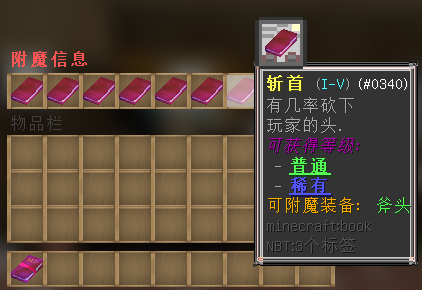 附魔信息
物品栏
斩首 (I-V) (#0340)
有几率砍下
玩家的头.
可获得等级:
- 普通
- 稀有
可附魔装备: 斧头
minecraft:book
NBT:3个标签